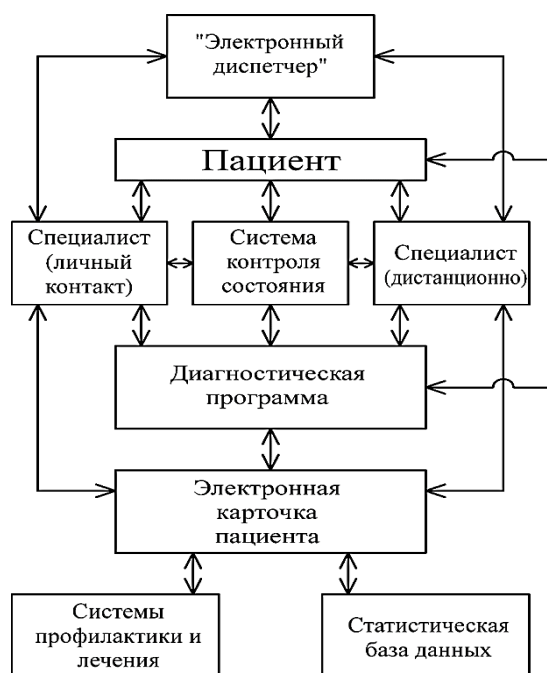 "Электронный
диспетчер"
Пациент
Специалист
(личный
контакт)
Система
контроля
состояния
Специалист
(дистанционно)
Диагностическая
программа
Электронная
карточка
пациента
Системы
профилактики и
лечения
Статистическая
база данных